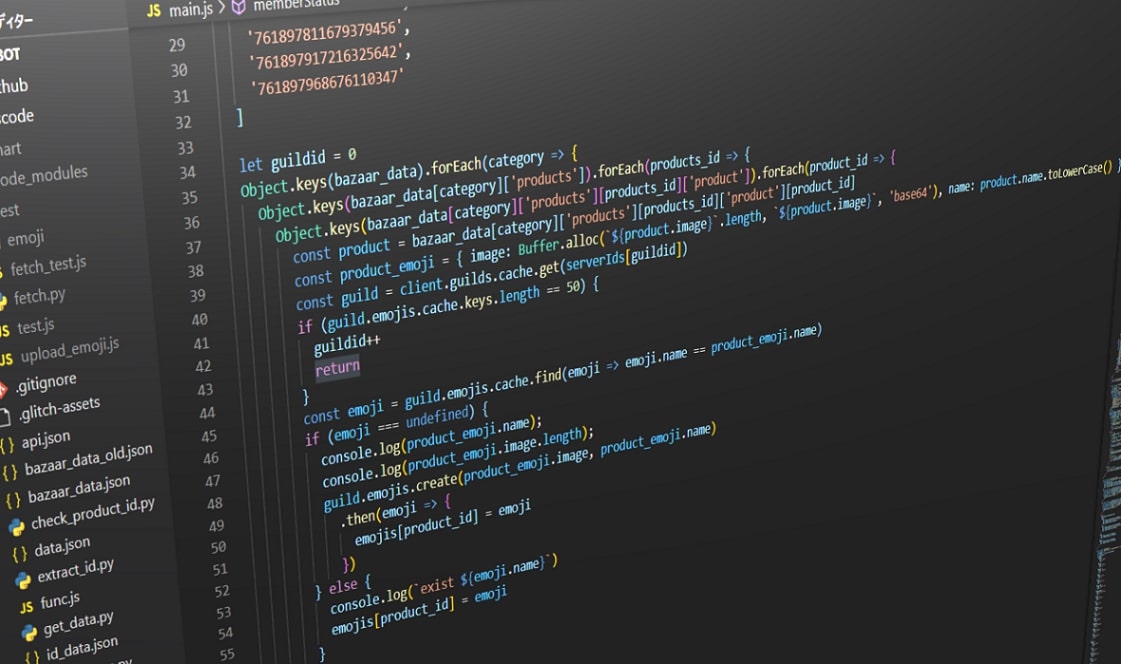 ディター
BOT
hub
code
art
ode_modules
est
emoji
fetch_test.js
fetch.py
JS test.js
JS upload_emoji.js
.gitignore
.glitch-assets
{ } api.json
{ } bazaar_data_old.json
{ } bazaar_data.json
check_product_id.py
{ } data.json
extract_id.py
JS func.js
get_data.py
{ } id_data.json
JS main.js > memberStatus
29 '761897811679379456',
30 '761897917216325642',
31 '761897968676110347'
32 ]
33
34 let guildid = 0
35 Object.keys(bazaar_data).forEach(category => {
36 Object.keys(bazaar_data[category]['products']).forEach(products_id => {
37 Object.keys(bazaar_data[category]['products'][products_id]['product']).forEach(product_id => {
38 const product = bazaar_data[category]['products'][products_id]['product'][product_id]
39 const product_emoji = { image: Buffer.alloc(`${product.image}`.length, `${product.image}`, 'base64'), name: product.name.toLowerCase() }
40 const guild = client.guilds.cache.get(serverIds[guildid])
41 if (guild.emojis.cache.keys.length == 50) {
42 guildid++
43 return
44 }
45 const emoji = guild.emojis.cache.find(emoji => emoji.name == product_emoji.name)
46 if (emoji === undefined) {
47 console.log(product_emoji.name);
48 console.log(product_emoji.image.length);
49 guild.emojis.create(product_emoji.image, product_emoji.name)
50 .then(emoji => {
51 emojis[product_id] = emoji
52 })
53 } else {
54 console.log(`exist ${emoji.name}`)
55 emojis[product_id] = emoji
}